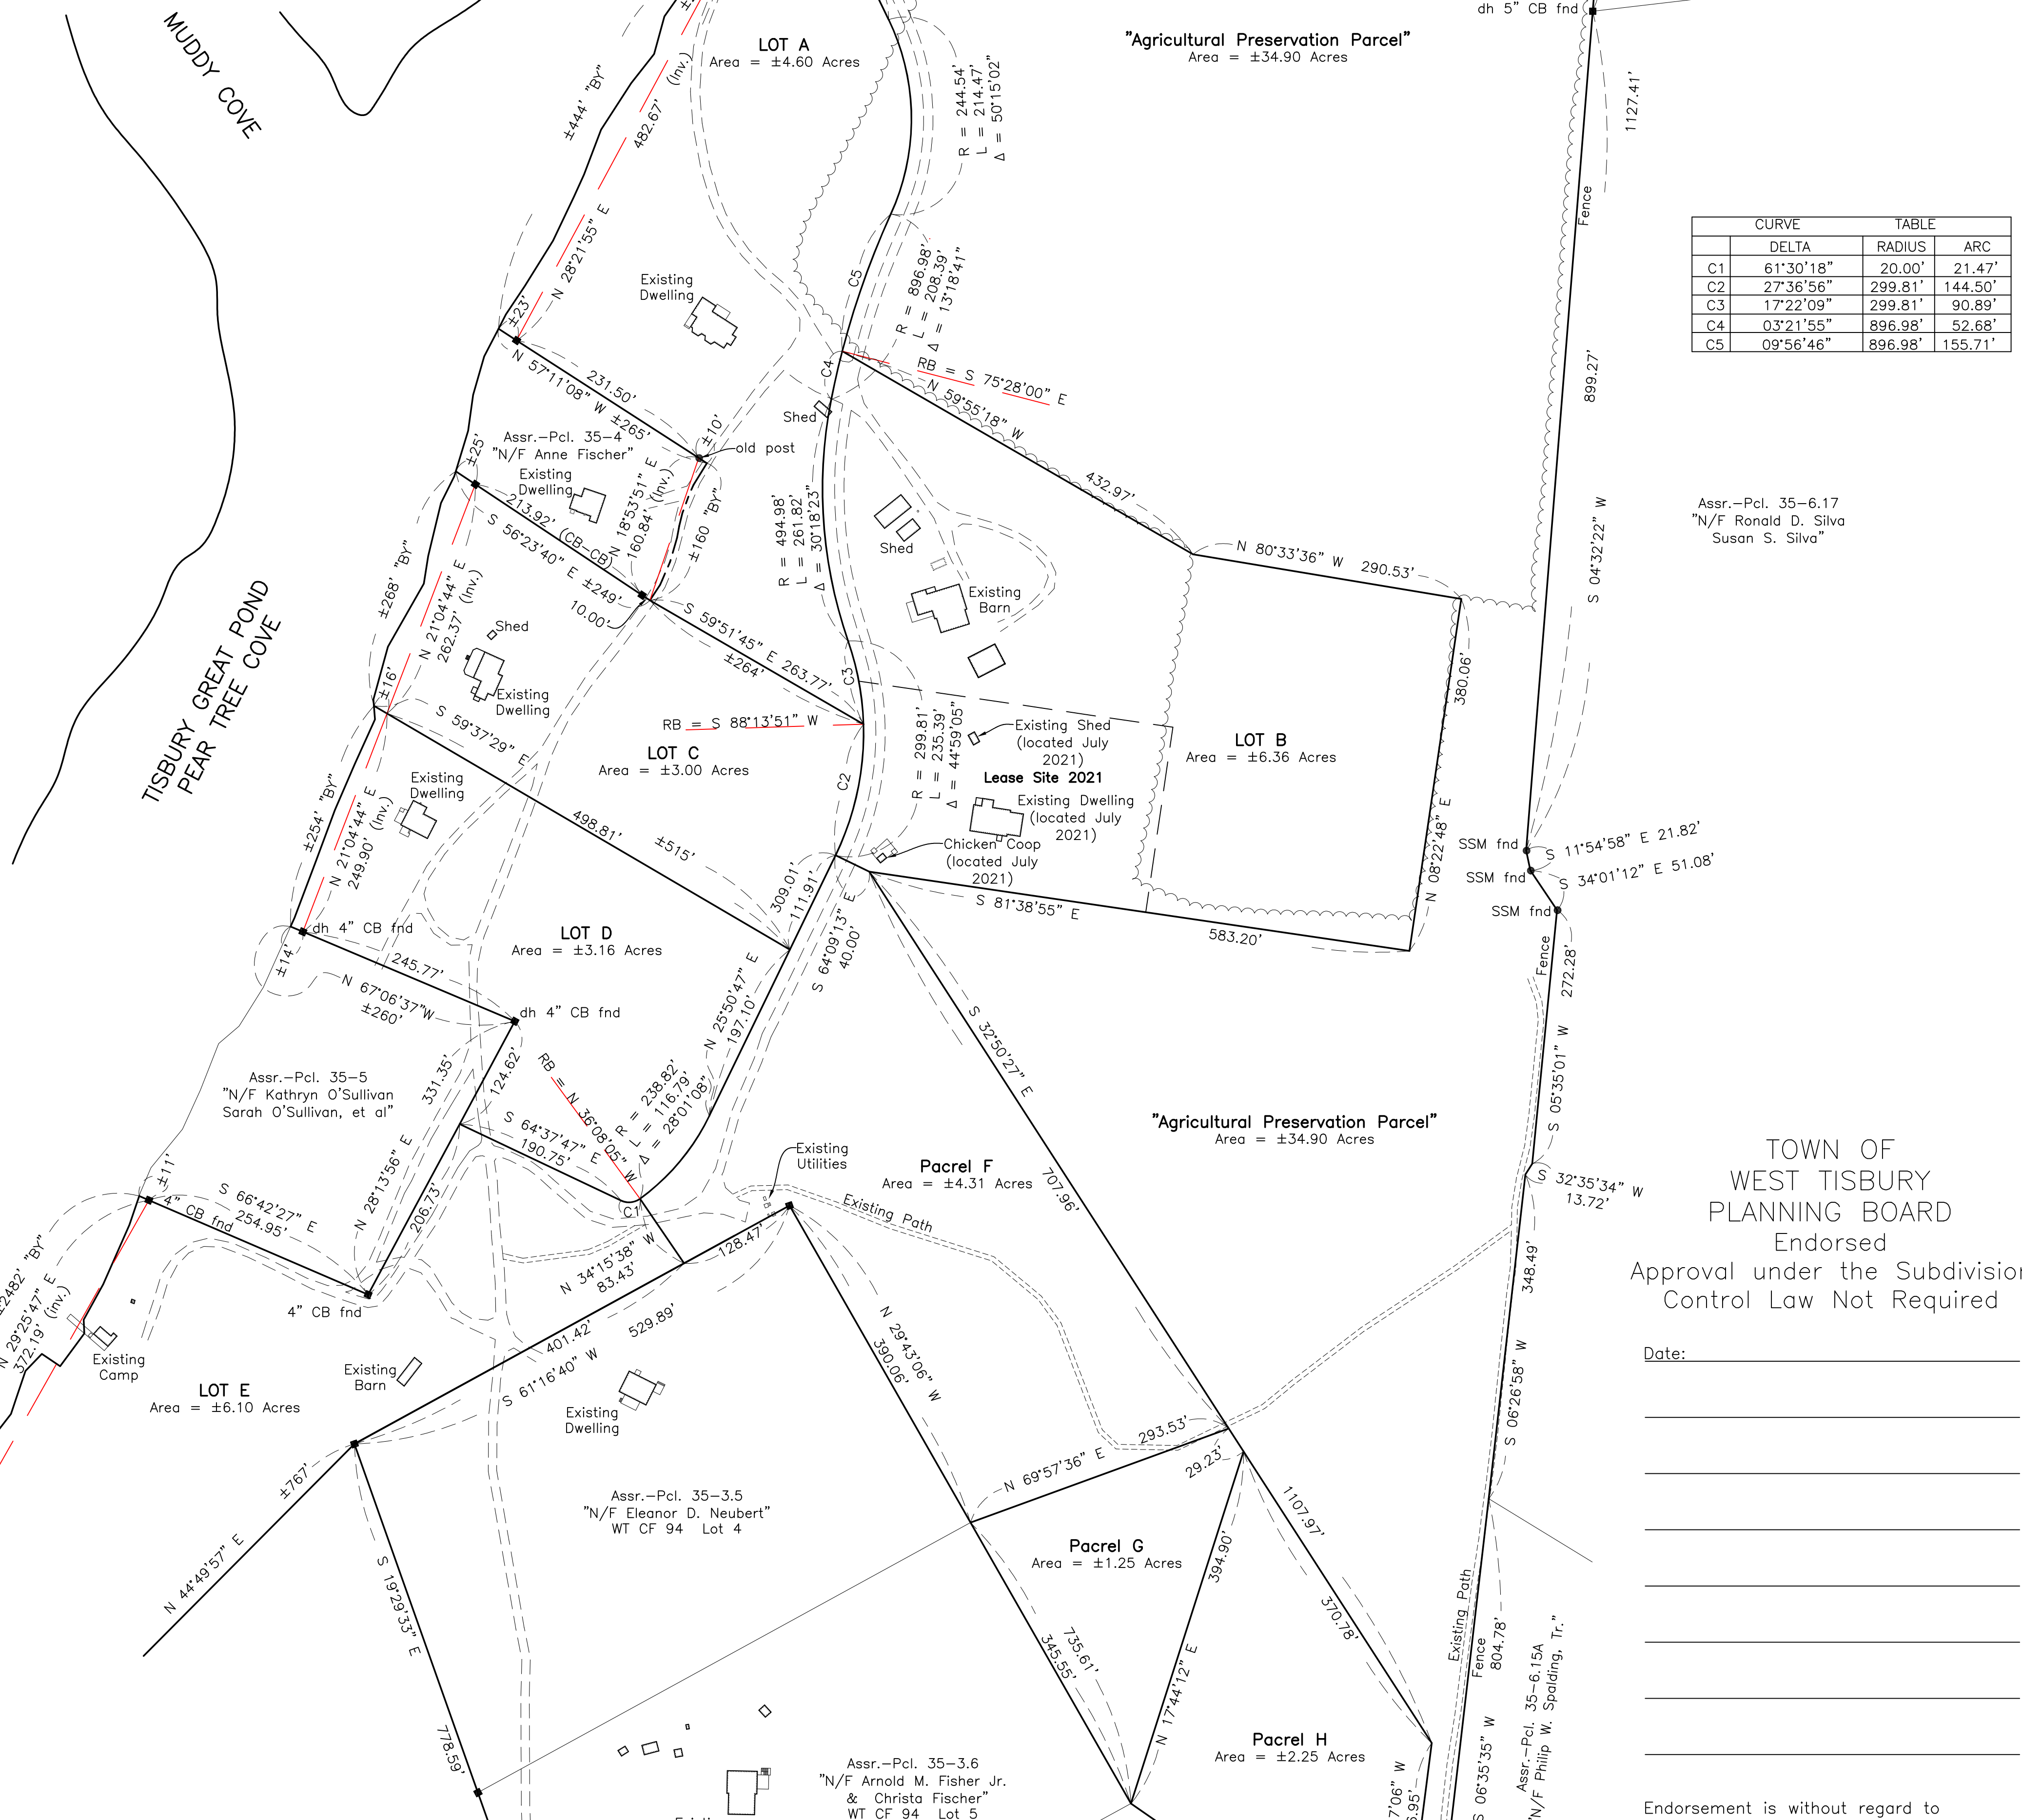 MUDDY COVE
TISBURY GREAT POND
PEAR TREE COVE
±444' "BY"
482.67'
(Inv.)
N 28°21'55" E
LOT A
Area = ±4.60 Acres
R = 244.54'
L = 214.47'
Δ = 50°15'02"
"Agricultural Preservation Parcel"
Area = ±34.90 Acres
dh 5" CB fnd
1127.41'
Fence
899.27'
S 04°32'22" W
CURVE TABLE
DELTA RADIUS ARC
C1 61°30'18" 20.00' 21.47'
C2 27°36'56" 299.81' 144.50'
C3 17°22'09" 299.81' 90.89'
C4 03°21'55" 896.98' 52.68'
C5 09°56'46" 896.98' 155.71'
Assr.-Pcl. 35-6.17
"N/F Ronald D. Silva
Susan S. Silva"
Existing
Dwelling
±23'
231.50'
N 57°11'08" W ±265'
±10'
old post
C5
C4
R = 896.98'
L = 208.39'
Δ = 13°18'41"
RB = S 75°28'00" E
N 59°55'18" W
432.97'
Shed
Assr.-Pcl. 35-4
"N/F Anne Fischer"
Existing
Dwelling
±25'
213.92' (CB-CB)
S 56°23'40" E ±249'
10.00'
N 18°53'51" E
160.84' (Inv.)
±160 "BY"
R = 494.98'
L = 261.82'
Δ = 30°18'23"
Shed
Existing
Barn
N 80°33'36" W 290.53'
380.06'
N 08°22'48" E
±268' "BY"
N 21°04'44" E
262.37' (Inv.)
Shed
Existing
Dwelling
±16'
S 59°51'45" E 263.77'
±264'
C3
RB = S 88°13'51" W
S 59°37'29" E
498.81'
±515'
LOT C
Area = ±3.00 Acres
C2
R = 299.81'
L = 235.39'
Δ = 44°59'05"
Existing Shed
(located July
2021)
Lease Site 2021
Existing Dwelling
(located July
2021)
Chicken Coop
(located July
2021)
LOT B
Area = ±6.36 Acres
SSM fnd
S 11°54'58" E 21.82'
SSM fnd
S 34°01'12" E 51.08'
SSM fnd
S 81°38'55" E
583.20'
±254' "BY"
N 21°04'44" E
249.90' (Inv.)
Existing
Dwelling
309.01'
111.91'
S 64°09'13" E
40.00'
dh 4" CB fnd
±14'
245.77'
N 67°06'37"W
±260'
LOT D
Area = ±3.16 Acres
dh 4" CB fnd
N 25°50'47" E
197.10'
S 32°50'27" E
707.96'
Fence
272.28'
S 05°35'01" W
Assr.-Pcl. 35-5
"N/F Kathryn O'Sullivan
Sarah O'Sullivan, et al"
331.35'
124.62'
N 28°13'56" E
206.73'
RB = N 36°08'05" W
S 64°37'47" E
190.75'
R = 238.82'
L = 116.79'
Δ = 28°01'08"
C1
Existing
Utilities
Pacrel F
Area = ±4.31 Acres
Existing Path
"Agricultural Preservation Parcel"
Area = ±34.90 Acres
S 32°35'34" W
13.72'
TOWN OF
WEST TISBURY
PLANNING BOARD
Endorsed
Approval under the Subdivision
Control Law Not Required
Date:
±11'
4" CB fnd
S 66°42'27" E
254.95'
4" CB fnd
±2482' "BY"
N 29°25'47" E
372.19' (inv.)
Existing
Camp
LOT E
Area = ±6.10 Acres
Existing
Barn
N 34°15'38" W
83.43'
128.47'
401.42'
529.89'
S 61°16'40" W
Existing
Dwelling
N 29°43'06" W
390.06'
348.49'
S 06°26'58" W
±767'
N 44°49'57" E
N 69°57'36" E
293.53'
29.23'
1107.97'
S 19°29'33" E
778.59'
Assr.-Pcl. 35-3.5
"N/F Eleanor D. Neubert"
WT CF 94 Lot 4
Pacrel G
Area = ±1.25 Acres
394.90'
N 17°44'12" E
370.78'
735.61'
345.55'
Existing Path
Fence
804.78'
S 06°35'35" W
Assr.-Pcl. 35-6.15A
"N/F Philip W. Spalding, Tr."
Pacrel H
Area = ±2.25 Acres
7'06" W
.95'
Assr.-Pcl. 35-3.6
"N/F Arnold M. Fisher Jr.
& Christa Fischer"
WT CF 94 Lot 5
Endorsement is without regard to